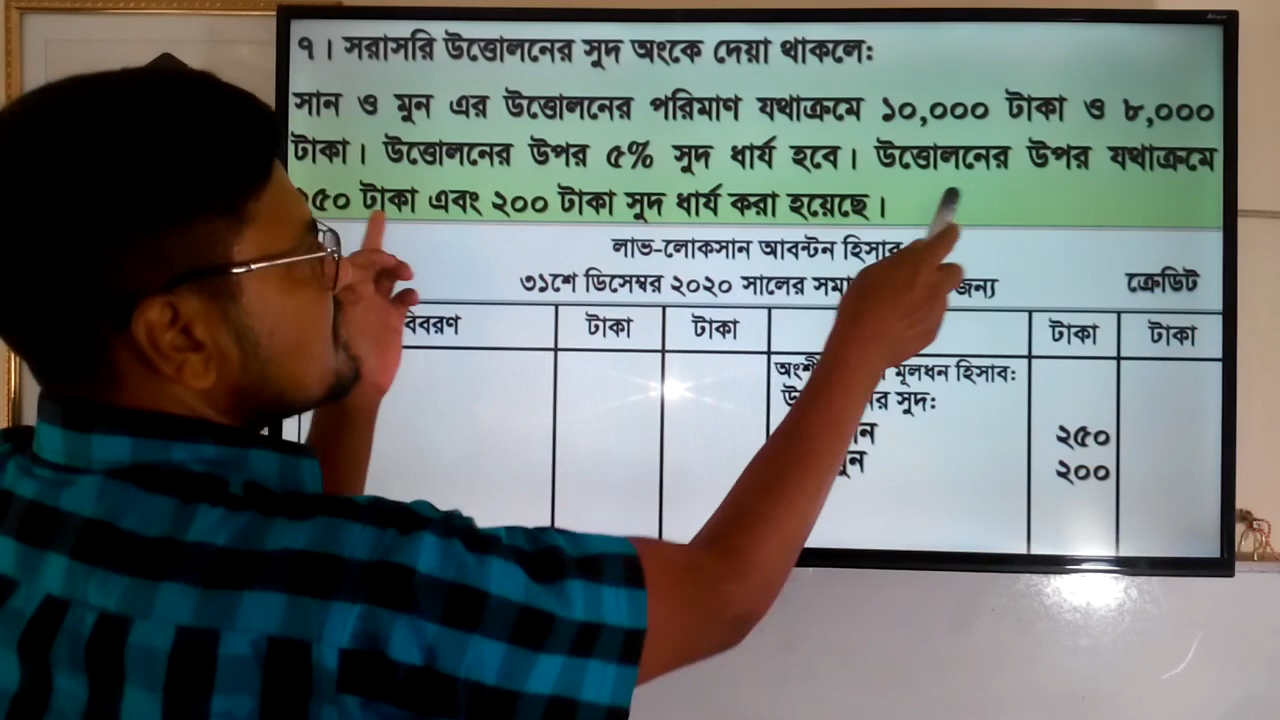 ৭। সরাসরি উত্তোলনের সুদ অংকে দেয়া থাকলে:
সান ও মুন এর উত্তোলনের পরিমাণ যথাক্রমে ১০,০০০ টাকা ও ৮,০০০
টাকা। উত্তোলনের উপর ৫% সুদ ধার্য হবে। উত্তোলনের উপর যথাক্রমে
টাকা এবং ২০০ টাকা সুদ ধার্য করা হয়েছে।
লাভ-লোকসান আবন্টন হিসাব
৩১শে ডিসেম্বর ২০২০ সালের জন্য ক্রেডিট
বিবরণ টাকা টাকা টাকা টাকা
মূলধন হিসাব:
সুদ:
২৫০
২০০